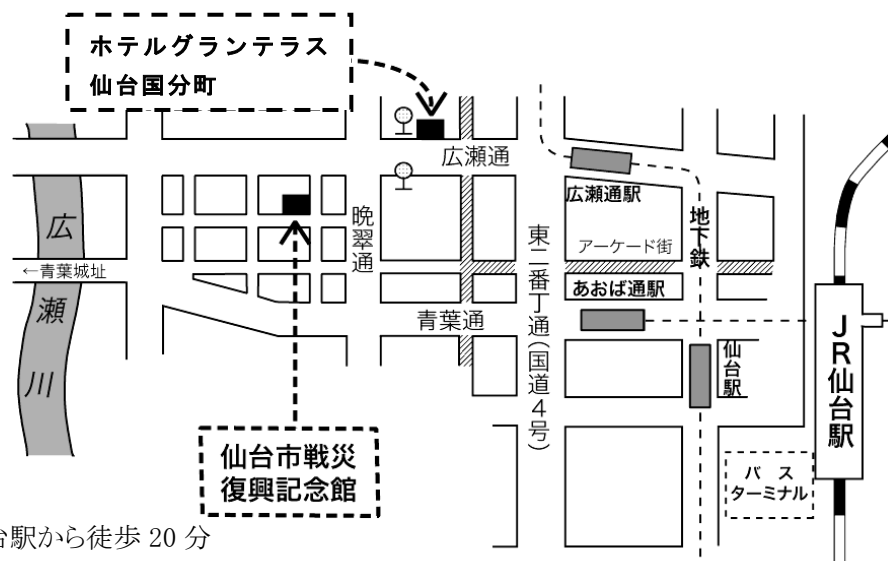 ホテルグランテラス
仙台国分町
広瀬通
広瀬通駅
地下鉄
晩翠通
東二番丁通(国道4号)
アーケード街
広瀬川
←青葉城址
あおば通駅
青葉通
仙台駅
JR仙台駅
仙台市戦災
復興記念館
バス
ターミナル
台駅から徒歩 20 分